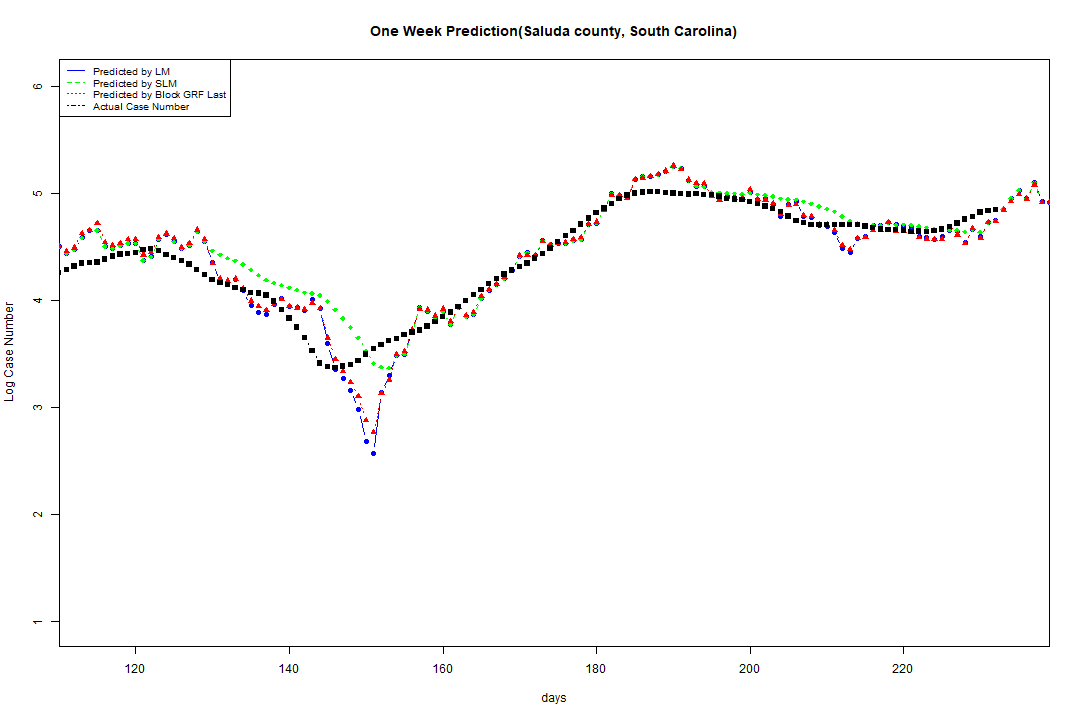 One Week Prediction(Saluda county, South Carolina)
Predicted by LM
Predicted by SLM
Predicted by Block GRF Last
Actual Case Number
6
5
4
3
2
1
Log Case Number
120 140 160 180 200 220
days